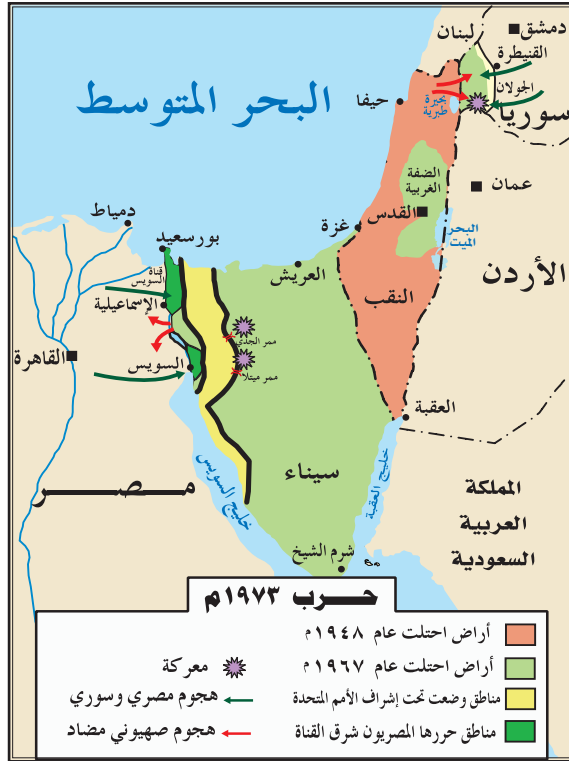 دمشق
لبنان
القنيطرة
الجولان
سوريا
بحيرة
طبرية
حيفا
البحر المتوسط
الضفة
الغربية
عمان
القدس
البحر
الميت
غزة
دمياط
بورسعيد
قناة
السويس
العريش
الأردن
النقب
الإسماعيلية
ممر الجدي
القاهرة
السويس
ممر ميتلا
العقبة
سيناء
خليج السويس
خليج العقبة
مصر
المملكة
العربية
السعودية
شرم الشيخ
حرب ١٩٧٣م
أراض احتلت عام ١٩٤٨م
أراض احتلت عام ١٩٦٧م
مناطق وضعت تحت إشراف الأمم المتحدة
مناطق حررها المصريون شرق القناة
معركة
هجوم مصري وسوري
هجوم صهيوني مضاد